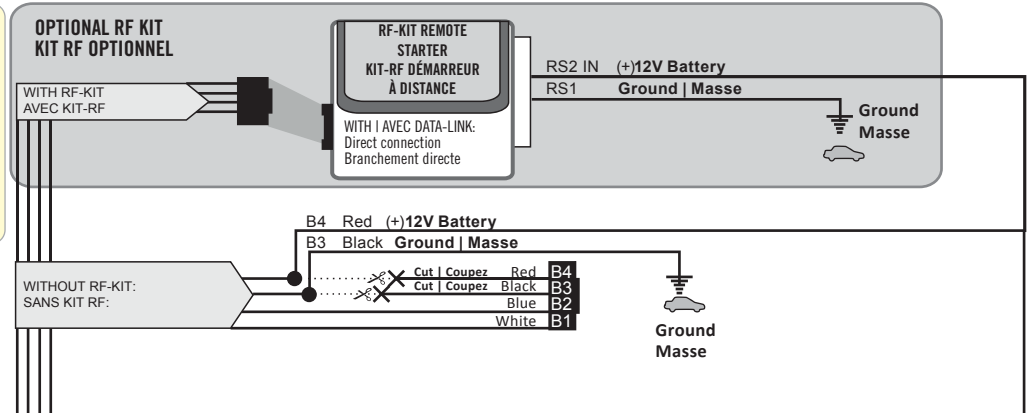 OPTIONAL RF KIT
KIT RF OPTIONNEL
RF-KIT REMOTE
STARTER
KIT-RF DÉMARREUR
À DISTANCE
WITH RF-KIT
AVEC KIT-RF
WITH | AVEC DATA-LINK:
Direct connection
Branchement directe
RS2 IN (+)12V Battery
RS1 Ground | Masse
Ground
Masse
B4 Red (+)12V Battery
B3 Black Ground | Masse
WITHOUT RF-KIT:
SANS KIT RF:
Cut | Coupez Red B4
Cut | Coupez Black B3
Blue B2
White B1
Ground
Masse